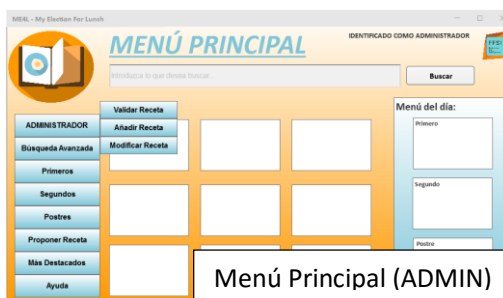 ME4L - My Election For Lunch
MENÚ PRINCIPAL
IDENTIFICADO COMO ADMINISTRADOR
Introduzca lo que desea buscar...
Buscar
Validar Receta
Añadir Receta
Modificar Receta
ADMINISTRADOR
Búsqueda Avanzada
Primeros
Segundos
Postres
Proponer Receta
Más Destacados
Ayuda
Menú del día:
Primero
Segundo
Postre
Menú Principal (ADMIN)